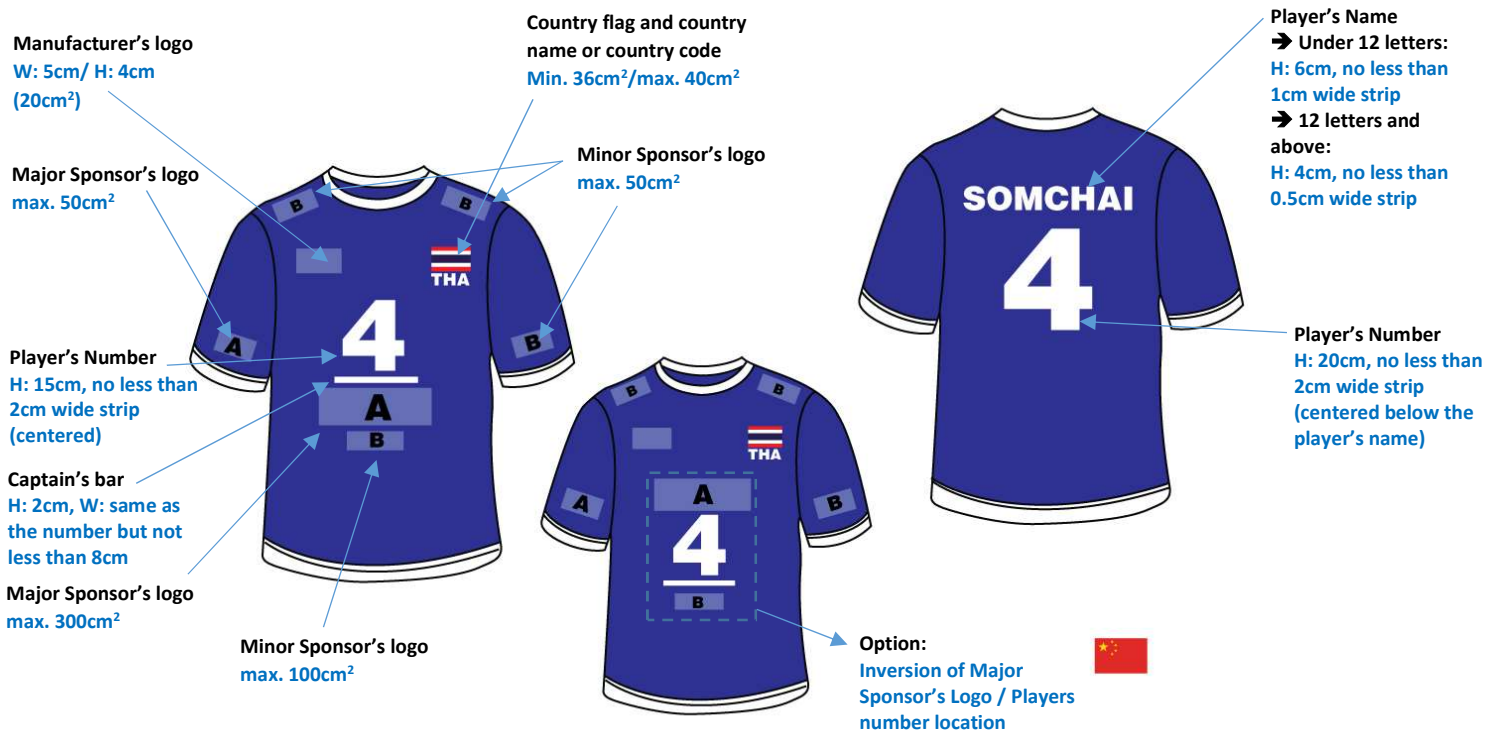 Manufacturer's logo
W: 5cm/ H: 4cm
(20cm²)
Country flag and country
name or country code
Min. 36cm²/max. 40cm²
Player's Name
➔ Under 12 letters:
H: 6cm, no less than
1cm wide strip
➔ 12 letters and
above:
H: 4cm, no less than
0.5cm wide strip
Major Sponsor's logo
max. 50cm²
Minor Sponsor's logo
max. 50cm²
B
B
THA
4
A
B
A
B
SOMCHAI
4
Player's Number
H: 15cm, no less than
2cm wide strip
(centered)
Captain's bar
H: 2cm, W: same as
the number but not
less than 8cm
Major Sponsor's logo
max. 300cm²
Minor Sponsor's logo
max. 100cm²
B
B
THA
A
A
B
4
B
Player's Number
H: 20cm, no less than
2cm wide strip
(centered below the
player's name)
Option:
Inversion of Major
Sponsor's Logo / Players
number location